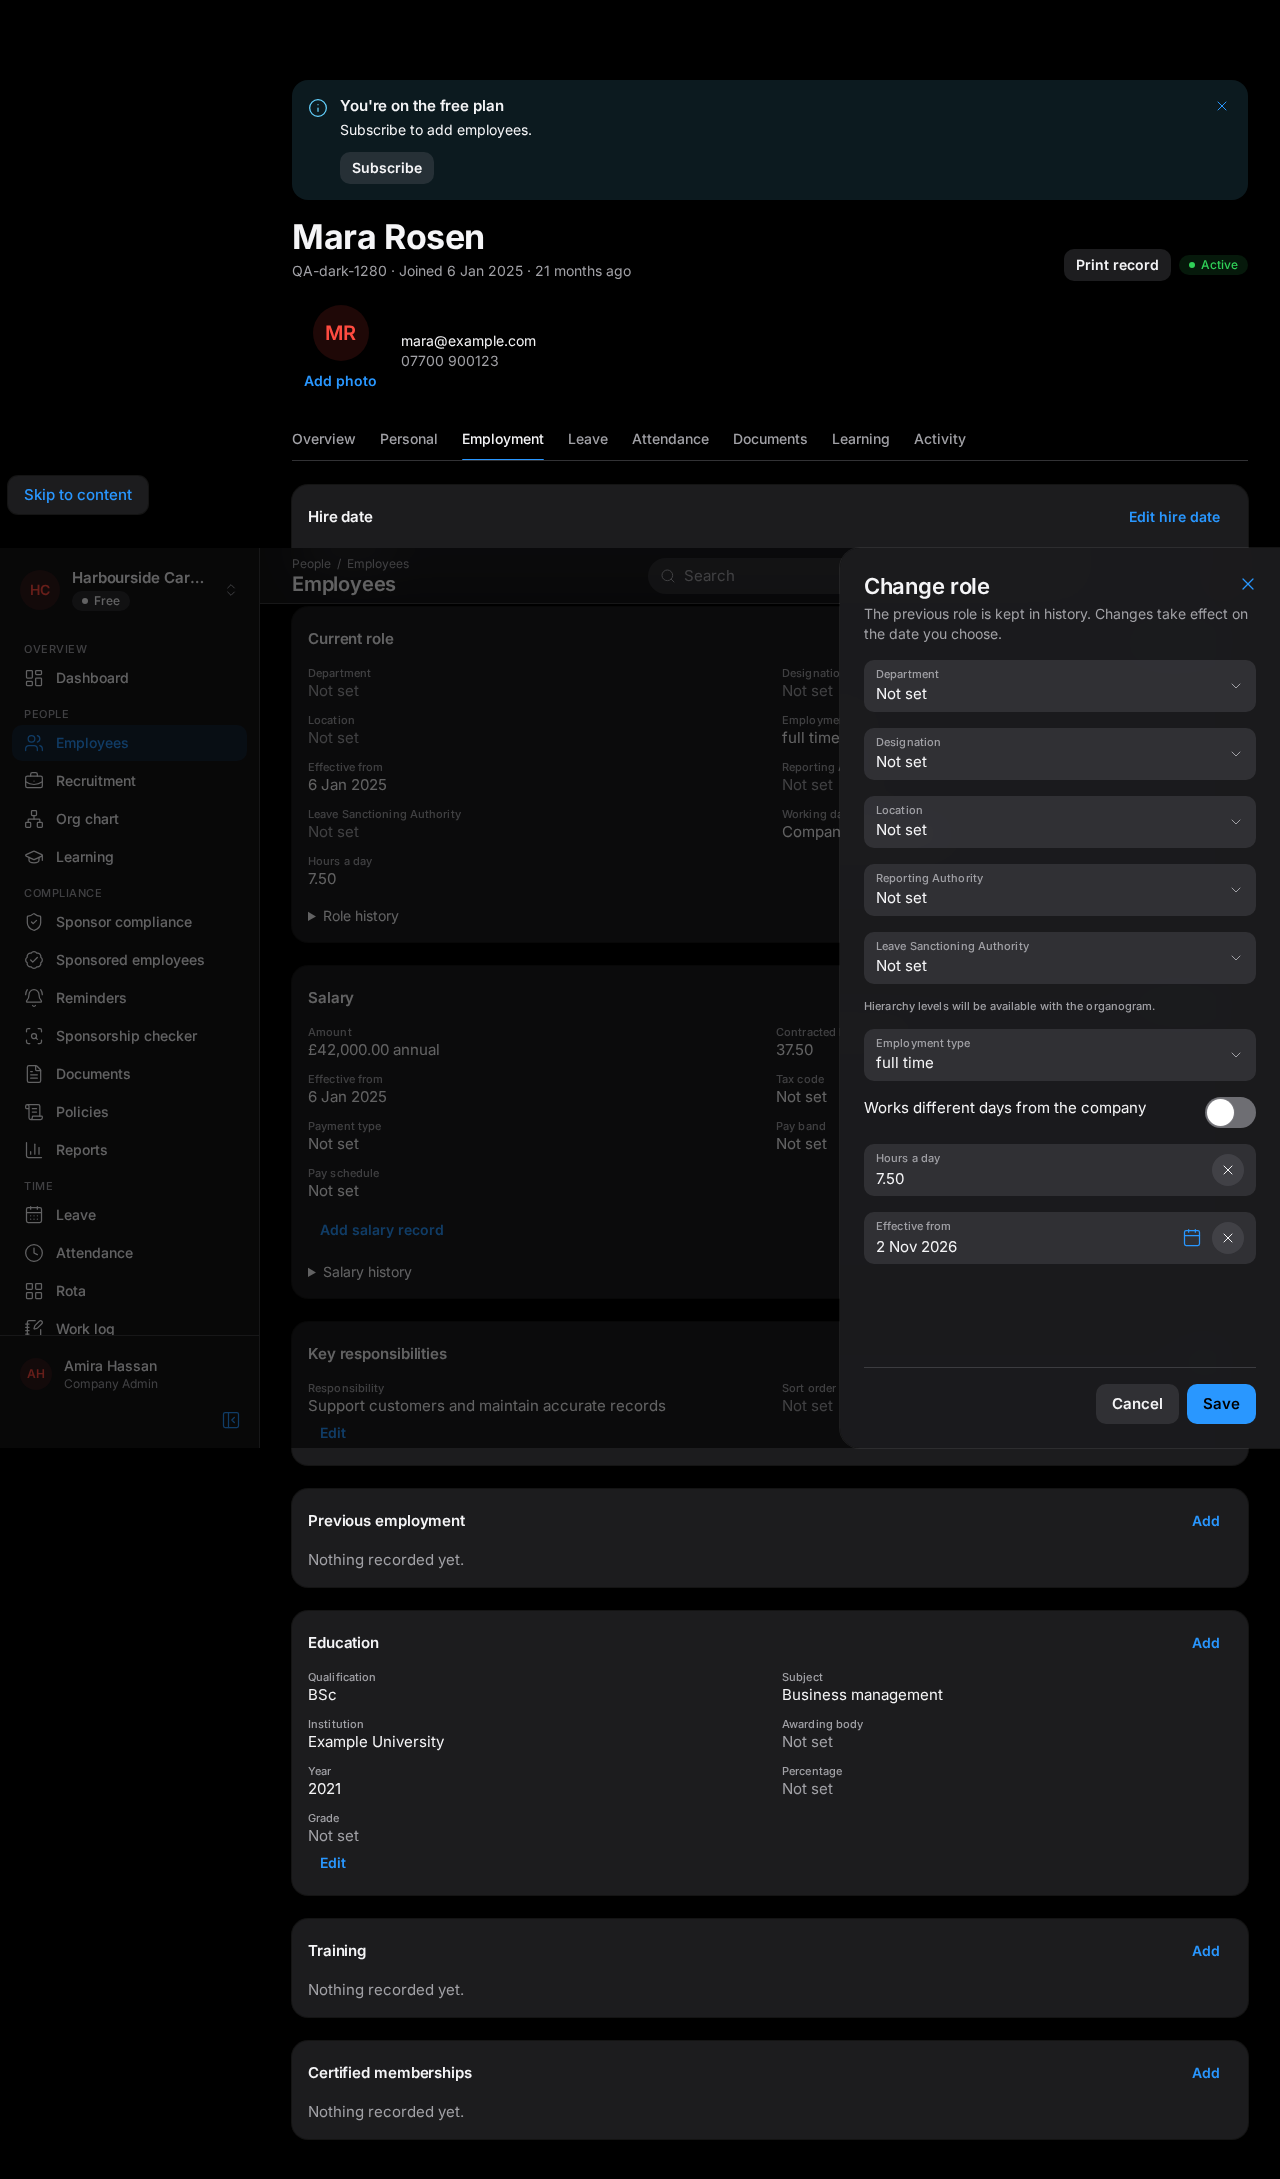 You're on the free plan
Subscribe to add employees.
Subscribe
Mara Rosen
QA-dark-1280 · Joined 6 Jan 2025 · 21 months ago
Print record
Active
MR
Add photo
mara@example.com
07700 900123
Overview
Personal
Employment
Leave
Attendance
Documents
Learning
Activity
Skip to content
Hire date
Edit hire date
HC
Harbourside Car...
Free
OVERVIEW
Dashboard
PEOPLE
Employees
Recruitment
Org chart
Learning
COMPLIANCE
Sponsor compliance
Sponsored employees
Reminders
Sponsorship checker
Documents
Policies
Reports
TIME
Leave
Attendance
Rota
Work log
AH
Amira Hassan
Company Admin
People / Employees
Employees
Search
Current role
Department
Not set
Designatio
Not set
Location
Not set
Employme
full time
Effective from
6 Jan 2025
Reporting A
Not set
Leave Sanctioning Authority
Not set
Working da
Compan
Hours a day
7.50
Role history
Salary
Amount
£42,000.00 annual
Contracted
37.50
Effective from
6 Jan 2025
Tax code
Not set
Payment type
Not set
Pay band
Not set
Pay schedule
Not set
Add salary record
Salary history
Key responsibilities
Responsibility
Support customers and maintain accurate records
Sort order
Not set
Edit
Change role
The previous role is kept in history. Changes take effect on
the date you choose.
Department
Not set
Designation
Not set
Location
Not set
Reporting Authority
Not set
Leave Sanctioning Authority
Not set
Hierarchy levels will be available with the organogram.
Employment type
full time
Works different days from the company
Hours a day
7.50
Effective from
2 Nov 2026
Cancel
Save
Previous employment
Add
Nothing recorded yet.
Education
Add
Qualification
BSc
Subject
Business management
Institution
Example University
Awarding body
Not set
Year
2021
Percentage
Not set
Grade
Not set
Edit
Training
Add
Nothing recorded yet.
Certified memberships
Add
Nothing recorded yet.